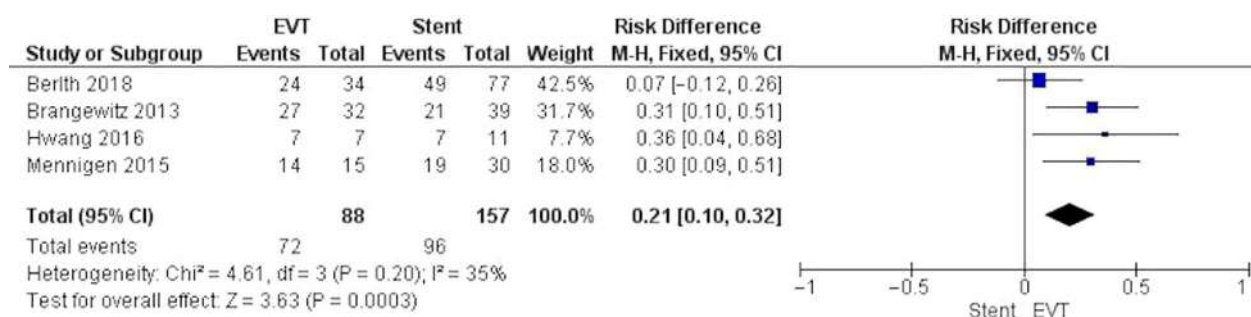 EVT Stent Risk Difference Risk Difference
Study or Subgroup Events Total Events Total Weight M-H, Fixed, 95% CI M-H, Fixed, 95% CI
Berlth 2018 24 34 49 77 42.5% 0.07 [−0.12, 0.26]
Brangewitz 2013 27 32 21 39 31.7% 0.31 [0.10, 0.51]
Hwang 2016 7 7 7 11 7.7% 0.36 [0.04, 0.68]
Mennigen 2015 14 15 19 30 18.0% 0.30 [0.09, 0.51]
Total (95% CI) 88 157 100.0% 0.21 [0.10, 0.32]
Total events 72 96
Heterogeneity: Chi² = 4.61, df = 3 (P = 0.20); I² = 35%
Test for overall effect: Z = 3.63 (P = 0.0003)
−1 −0.5 0 0.5 1
Stent EVT